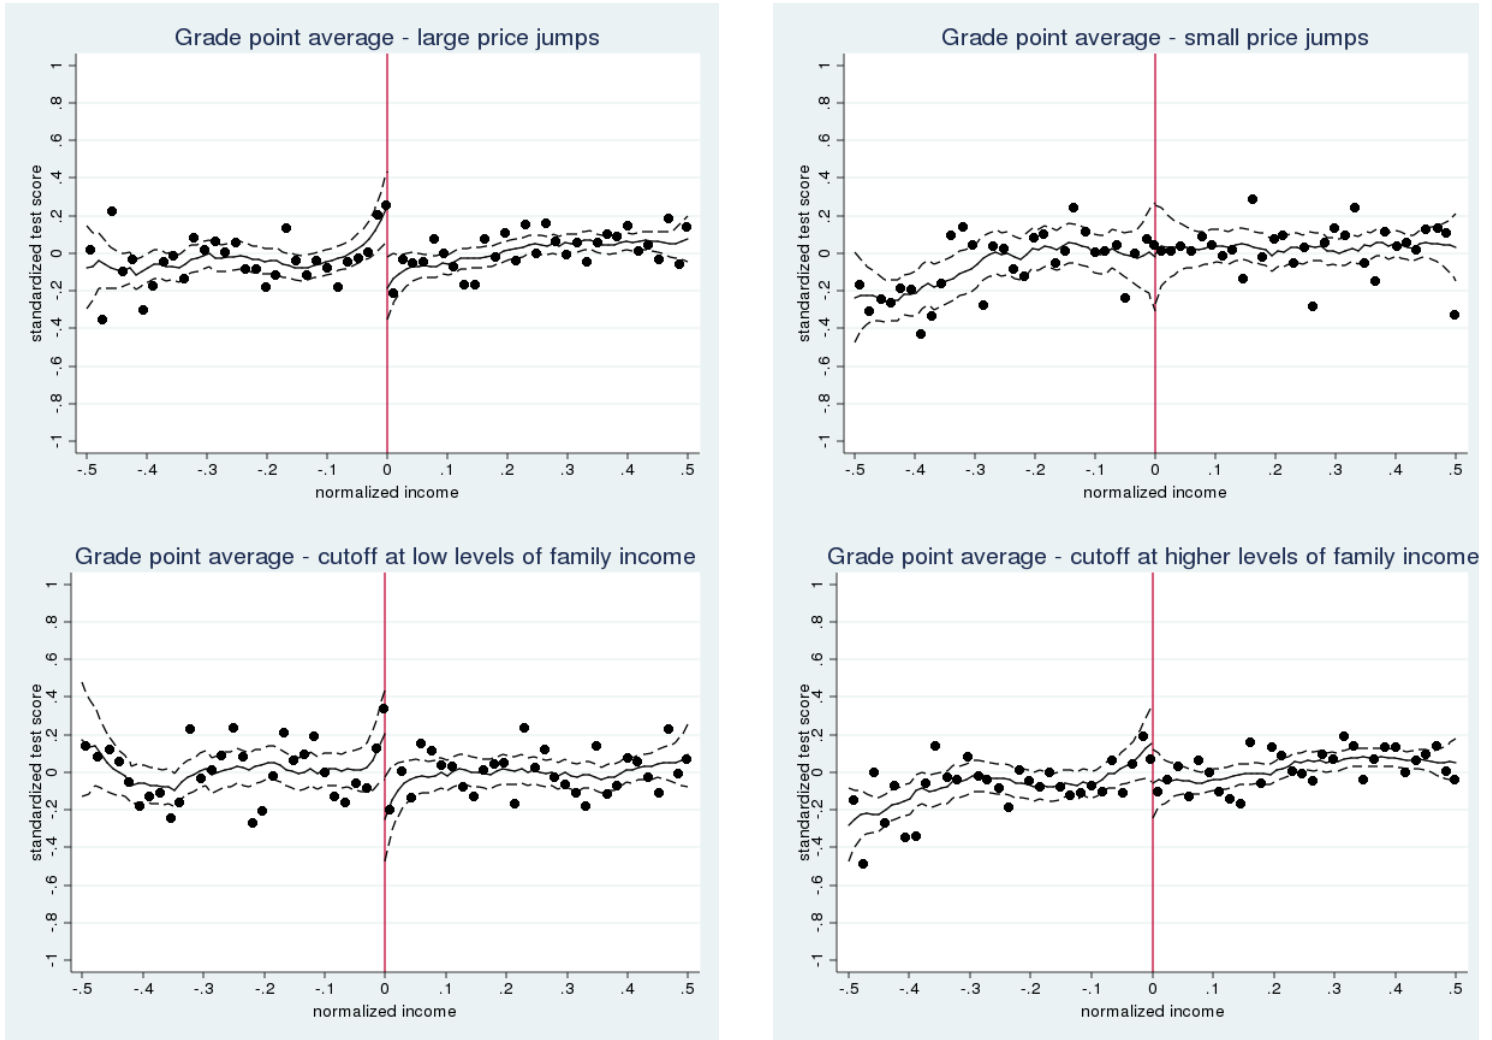 Grade point average - large price jumps
standardized test score
1
.8
.6
.4
.2
0
-.2
-.4
-.6
-.8
-1
-.5 -.4 -.3 -.2 -.1 0 .1 .2 .3 .4 .5
normalized income
Grade point average - small price jumps
standardized test score
1
.8
.6
.4
.2
0
-.2
-.4
-.6
-.8
-1
-.5 -.4 -.3 -.2 -.1 0 .1 .2 .3 .4 .5
normalized income
Grade point average - cutoff at low levels of family income
standardized test score
1
.8
.6
.4
.2
0
-.2
-.4
-.6
-.8
-1
-.5 -.4 -.3 -.2 -.1 0 .1 .2 .3 .4 .5
normalized income
Grade point average - cutoff at higher levels of family income
standardized test score
1
.8
.6
.4
.2
0
-.2
-.4
-.6
-.8
-1
-.5 -.4 -.3 -.2 -.1 0 .1 .2 .3 .4 .5
normalized income